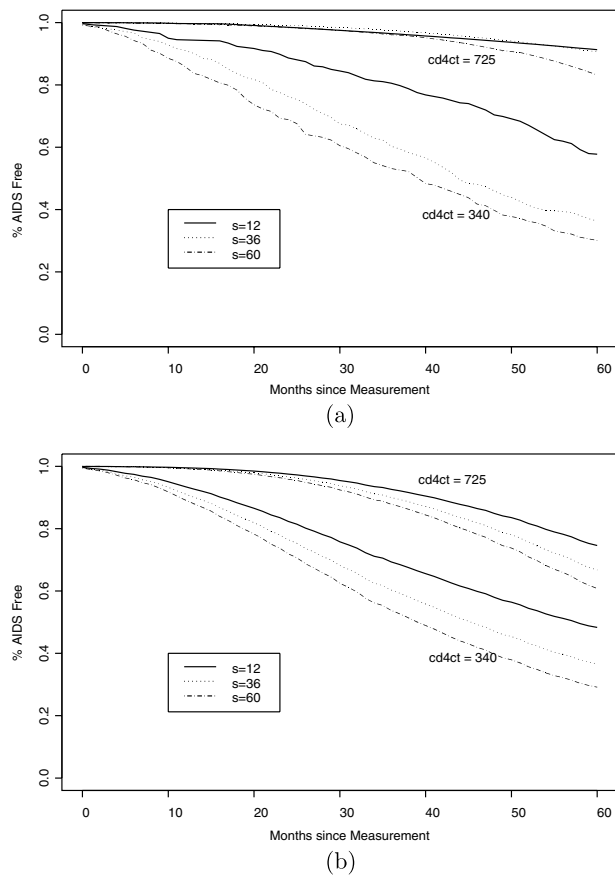 1.0
0.8
0.6
0.4
0.2
0.0
% AIDS Free
cd4ct = 725
cd4ct = 340
s=12
s=36
s=60
0 10 20 30 40 50 60
Months since Measurement
(a)
1.0
0.8
0.6
0.4
0.2
0.0
% AIDS Free
cd4ct = 725
cd4ct = 340
s=12
s=36
s=60
0 10 20 30 40 50 60
Months since Measurement
(b)